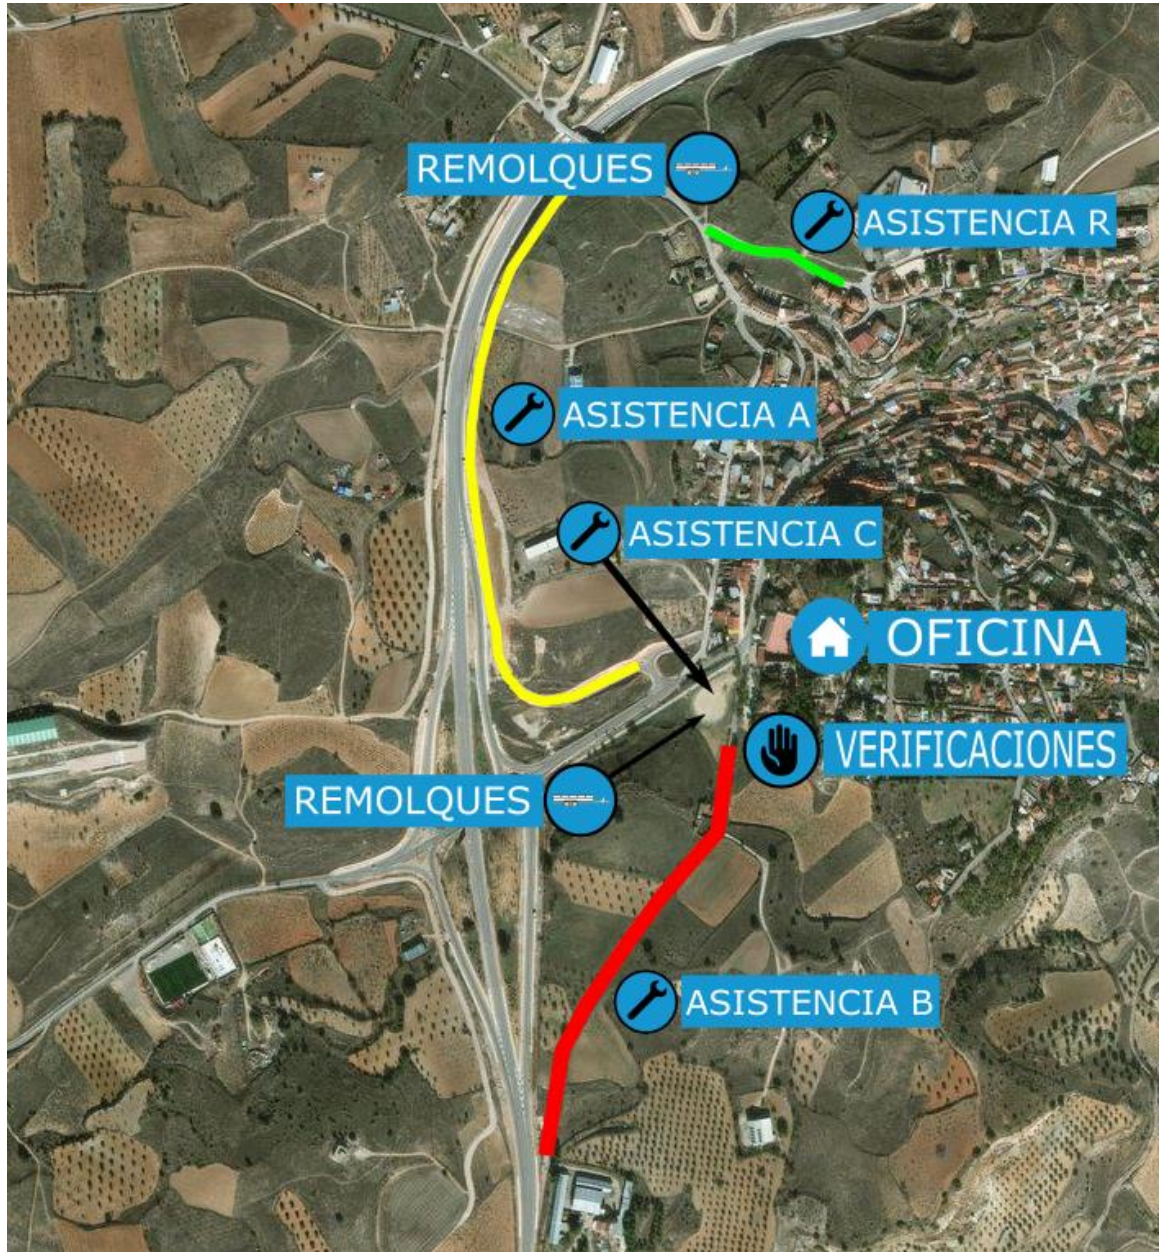 REMOLQUES
ASISTENCIA R
ASISTENCIA A
ASISTENCIA C
OFICINA
VERIFICACIONES
REMOLQUES
ASISTENCIA B